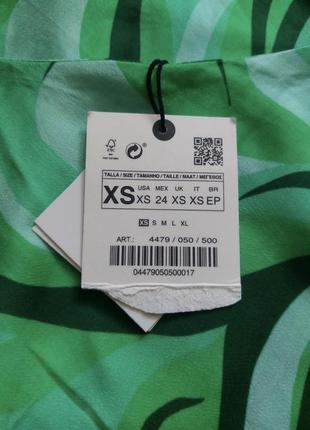 FSC
TALLA / SIZE / TAMANHO / TAILLE / MAAT / ΜΕΓΕΘΟΣ
XS
USA MEX UK IT BR
XS 24 XS XS EP
XS S M L XL
ART.: 4479 / 050 / 500
04479050500017